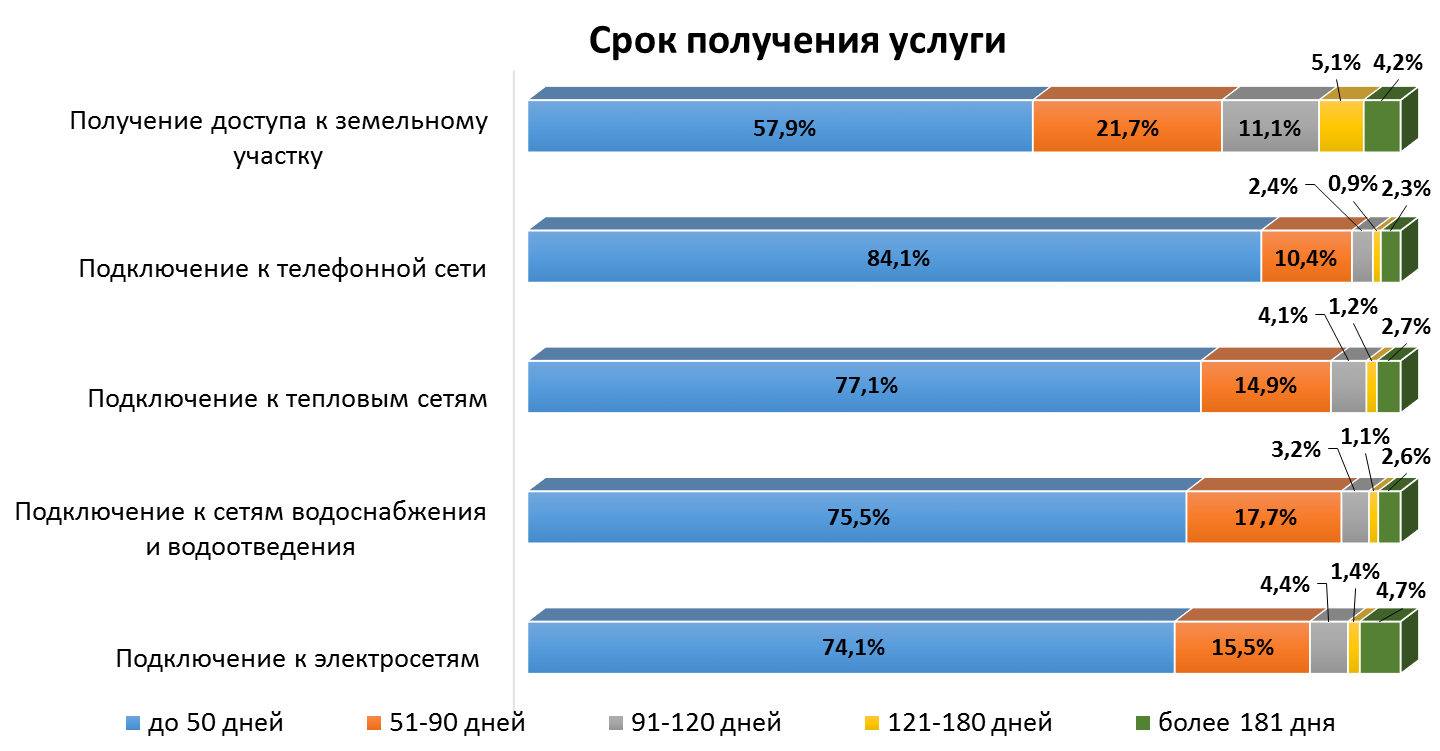 Срок получения услуги
5,1% 4,2%
Получение доступа к земельному
участку
57,9% 21,7% 11,1%
2,4% 0,9% 2,3%
Подключение к телефонной сети
84,1% 10,4%
4,1% 1,2% 2,7%
Подключение к тепловым сетям
77,1% 14,9%
3,2% 1,1% 2,6%
Подключение к сетям водоснабжения
и водоотведения
75,5% 17,7%
4,4% 1,4% 4,7%
Подключение к электросетям
74,1% 15,5%
до 50 дней 51-90 дней 91-120 дней 121-180 дней более 181 дня